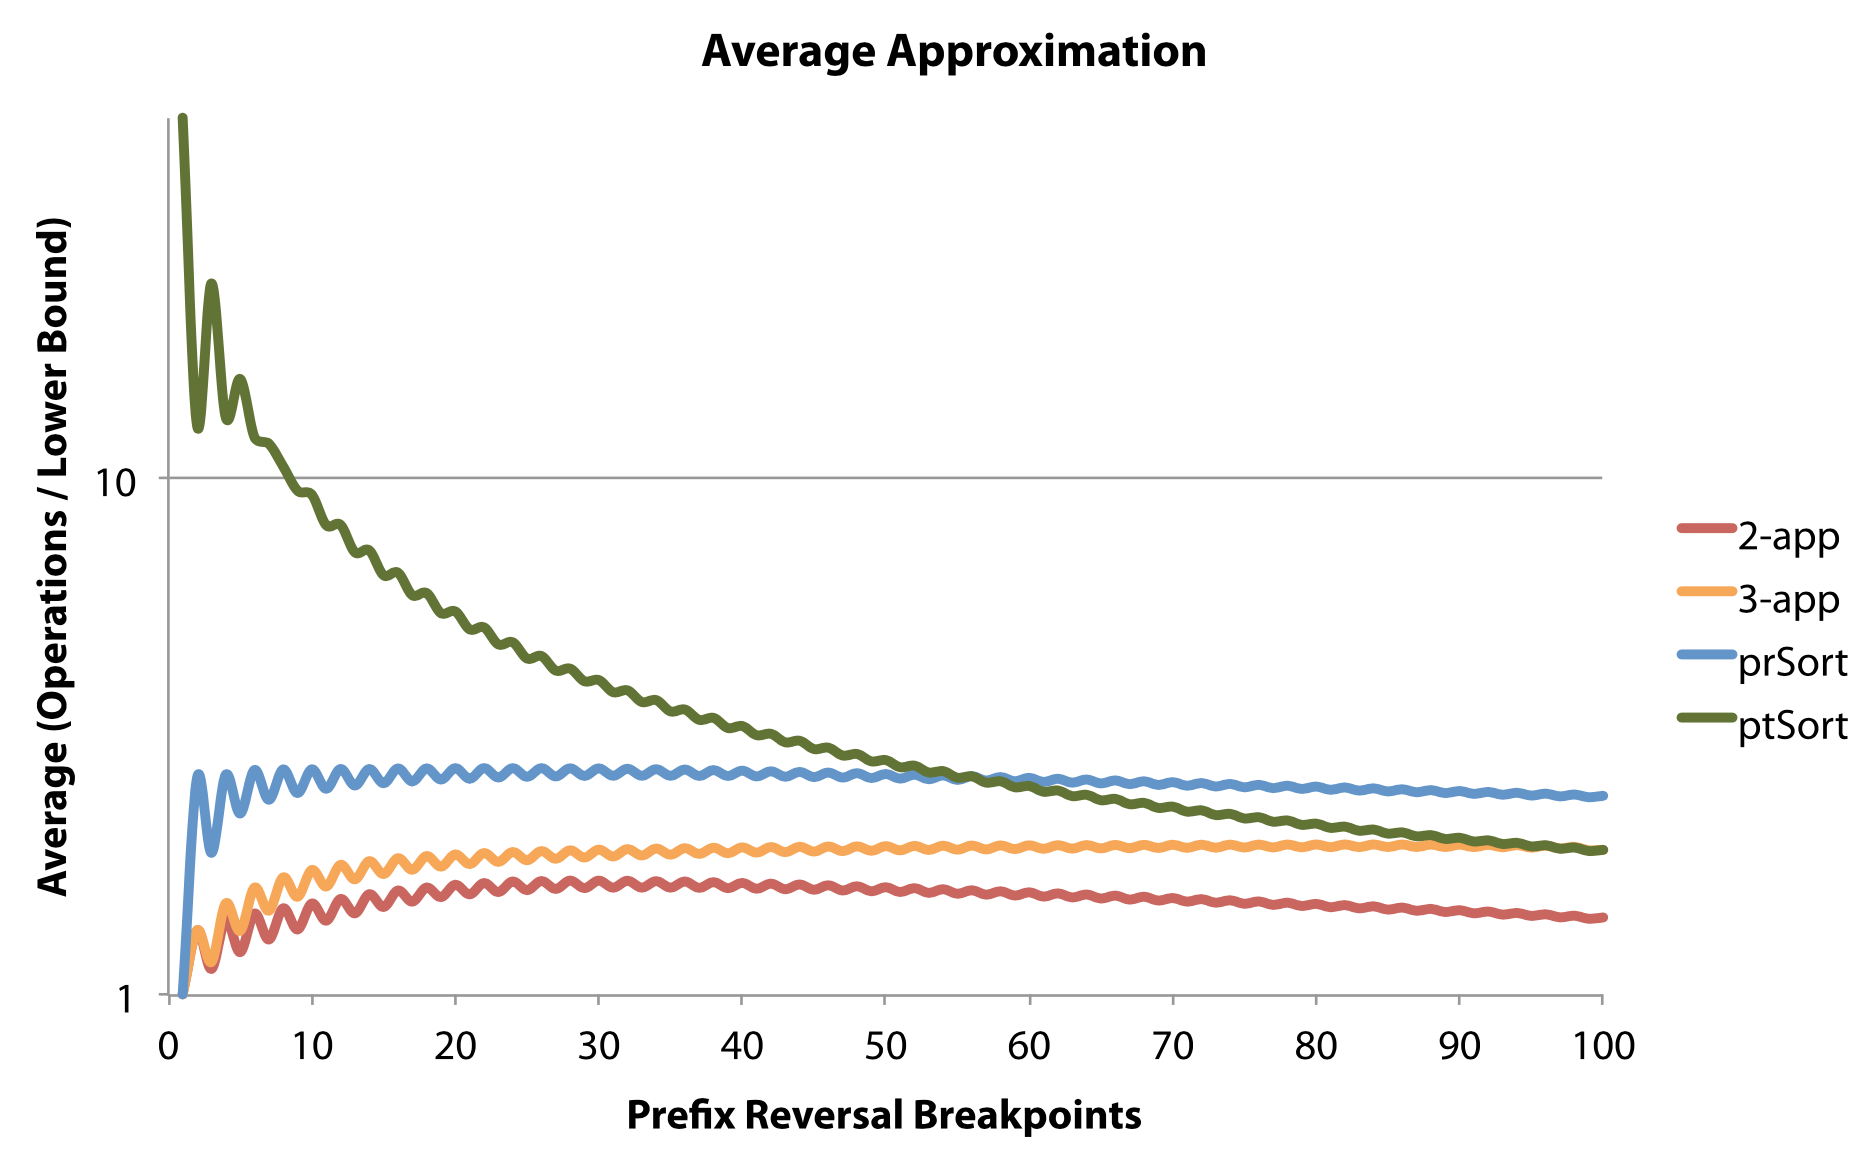 Average Approximation
Average (Operations / Lower Bound)
10
1
0 10 20 30 40 50 60 70 80 90 100
Prefix Reversal Breakpoints
2-app
3-app
prSort
ptSort